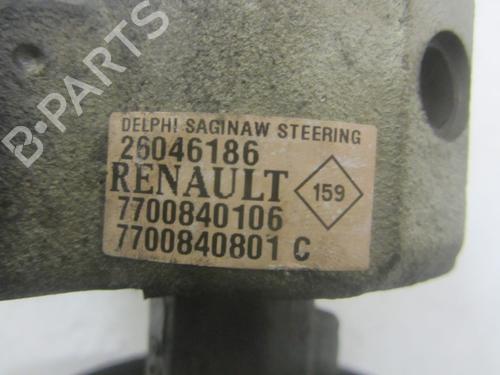 B-PARTS
DELPHI SAGINAW STEERING
26046186
RENAULT
159
7700840106
7700840801 C